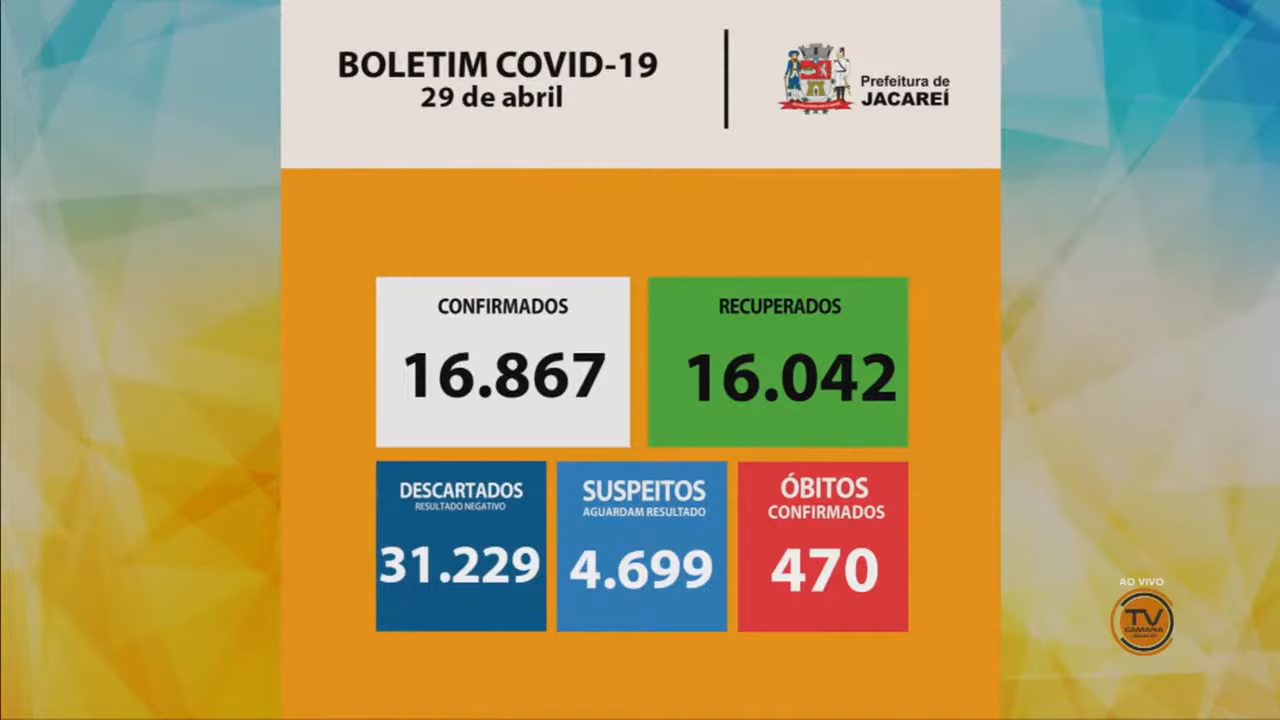 BOLETIM COVID-19
29 de abril
Prefeitura de
JACAREÍ
CONFIRMADOS
16.867
RECUPERADOS
16.042
DESCARTADOS
RESULTADO NEGATIVO
31.229
SUSPEITOS
AGUARDAM RESULTADO
4.699
ÓBITOS
CONFIRMADOS
470
AO VIVO
TV
CÂMARA